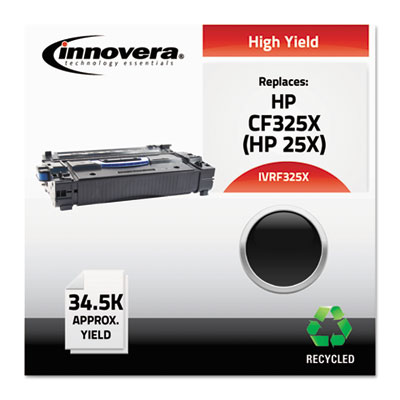 innovera®
technology essentials
High Yield
Replaces:
HP
CF325X
(HP 25X)
IVRF325X
34.5K
APPROX.
YIELD
RECYCLED